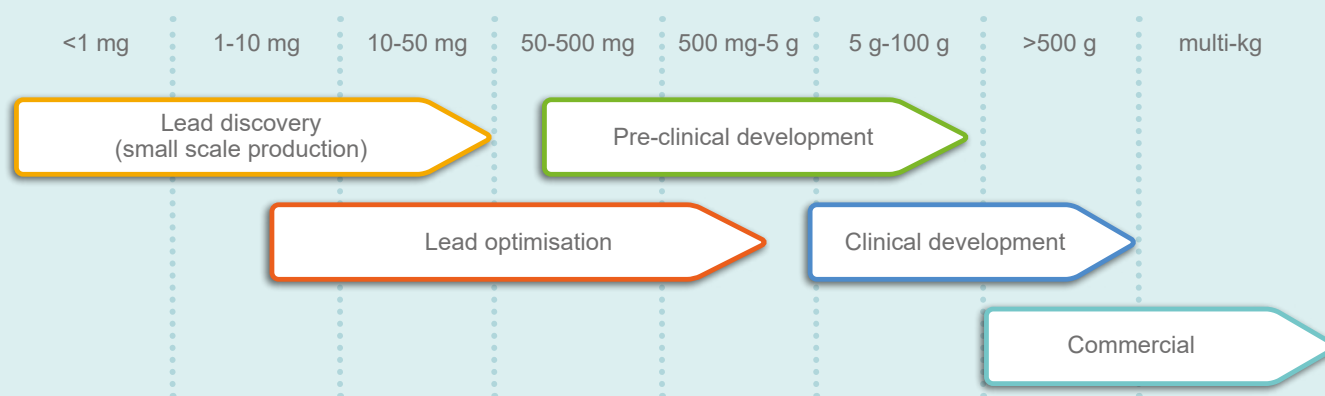 <1 mg
1-10 mg
10-50 mg
50-500 mg
500 mg-5 g
5 g-100 g
>500 g
multi-kg
Lead discovery
(small scale production)
Pre-clinical development
Lead optimisation
Clinical development
Commercial